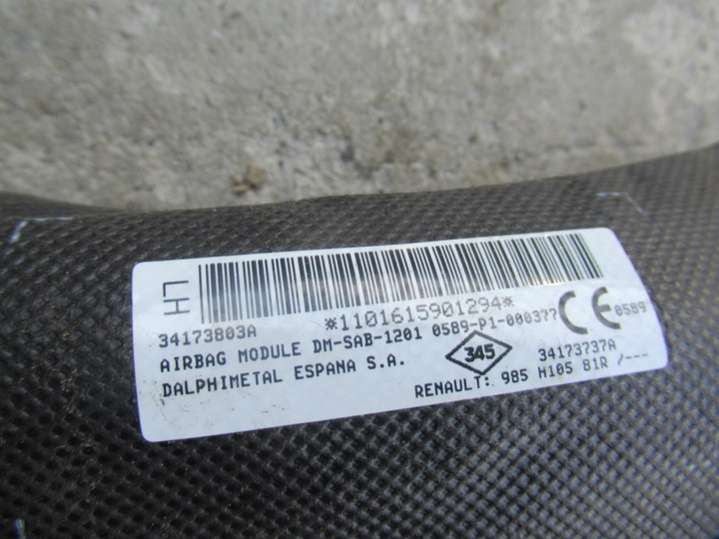 LH
*1101615901294*
34173803A
AIRBAG MODULE DM-SAB-1201 0589-P1-000377 CE 0589
DALPHIMETAL ESPANA S.A. 345 34173737A
RENAULT: 985 H105 81R /---